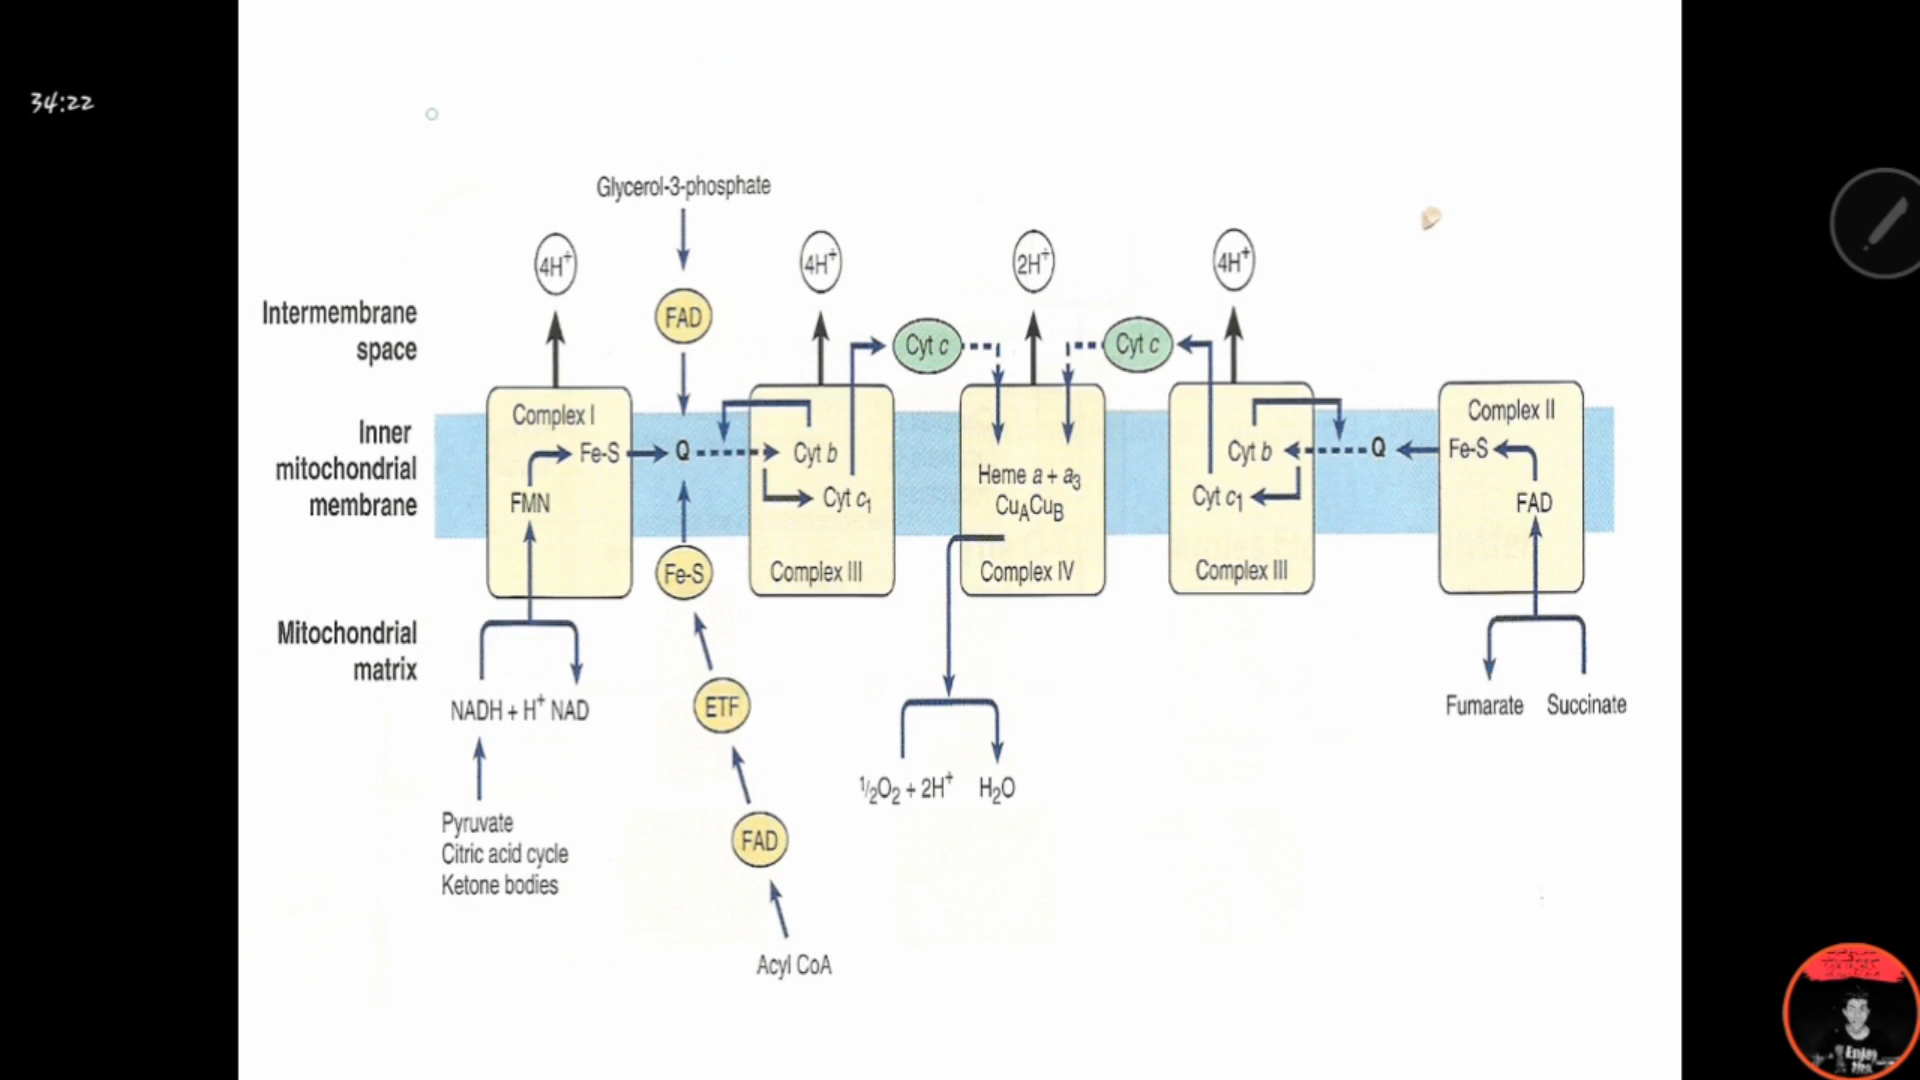 34:22
Glycerol-3-phosphate
4H+
FAD
4H+
2H+
4H+
Intermembrane
space
Cyt c
Cyt c
Complex I
Complex II
Inner
mitochondrial
membrane
Fe-S
Q
Cyt b
Heme a + a3
Cyt b
Q
Fe-S
FMN
Cyt c1
CuACuB
Cyt c1
FAD
Fe-S
Complex III
Complex IV
Complex III
Mitochondrial
matrix
NADH + H+ NAD
ETF
Fumarate
Succinate
½O2 + 2H+
H2O
Pyruvate
Citric acid cycle
Ketone bodies
FAD
Acyl CoA
Enjoy